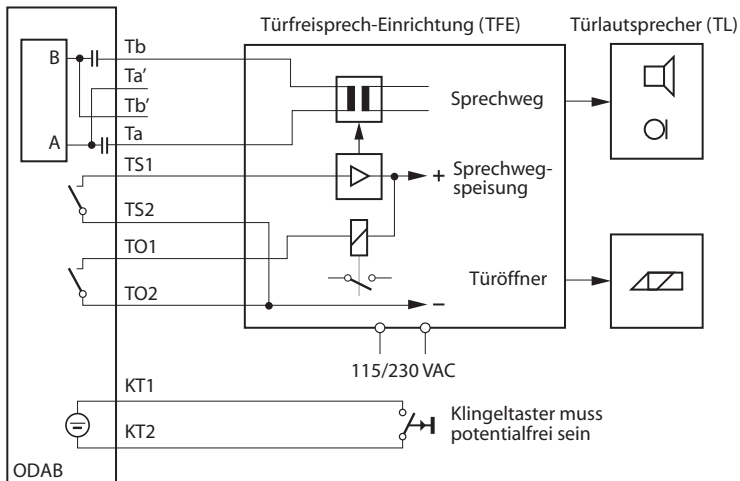 Türfreisprech-Einrichtung (TFE)
Türlautsprecher (TL)
B
Tb
Ta'
Tb'
A
Ta
Sprechweg
TS1
+
Sprechweg-
speisung
TS2
TO1
TO2
Türöffner
–
115/230 VAC
KT1
KT2
Klingeltaster muss
potentialfrei sein
ODAB